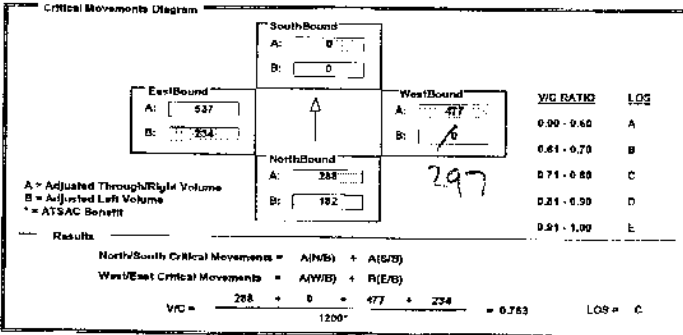 Critical Movements Diagram
SouthBound
A: 0
B: 0
EastBound
A: 537
B: 234
WestBound
A: 477
B: 0
297
NorthBound
A: 288
B: 182
A = Adjusted Through/Right Volume
B = Adjusted Left Volume
* = ATSAC Benefit
V/C RATIO LOS
0.00 - 0.60 A
0.61 - 0.70 B
0.71 - 0.80 C
0.81 - 0.90 D
0.91 - 1.00 E
Results
North/South Critical Movements = A(N/B) + A(S/B)
West/East Critical Movements = A(W/B) + B(E/B)
V/C = 288 + 0 + 477 + 234 = 0.763 LOS = C
1200*